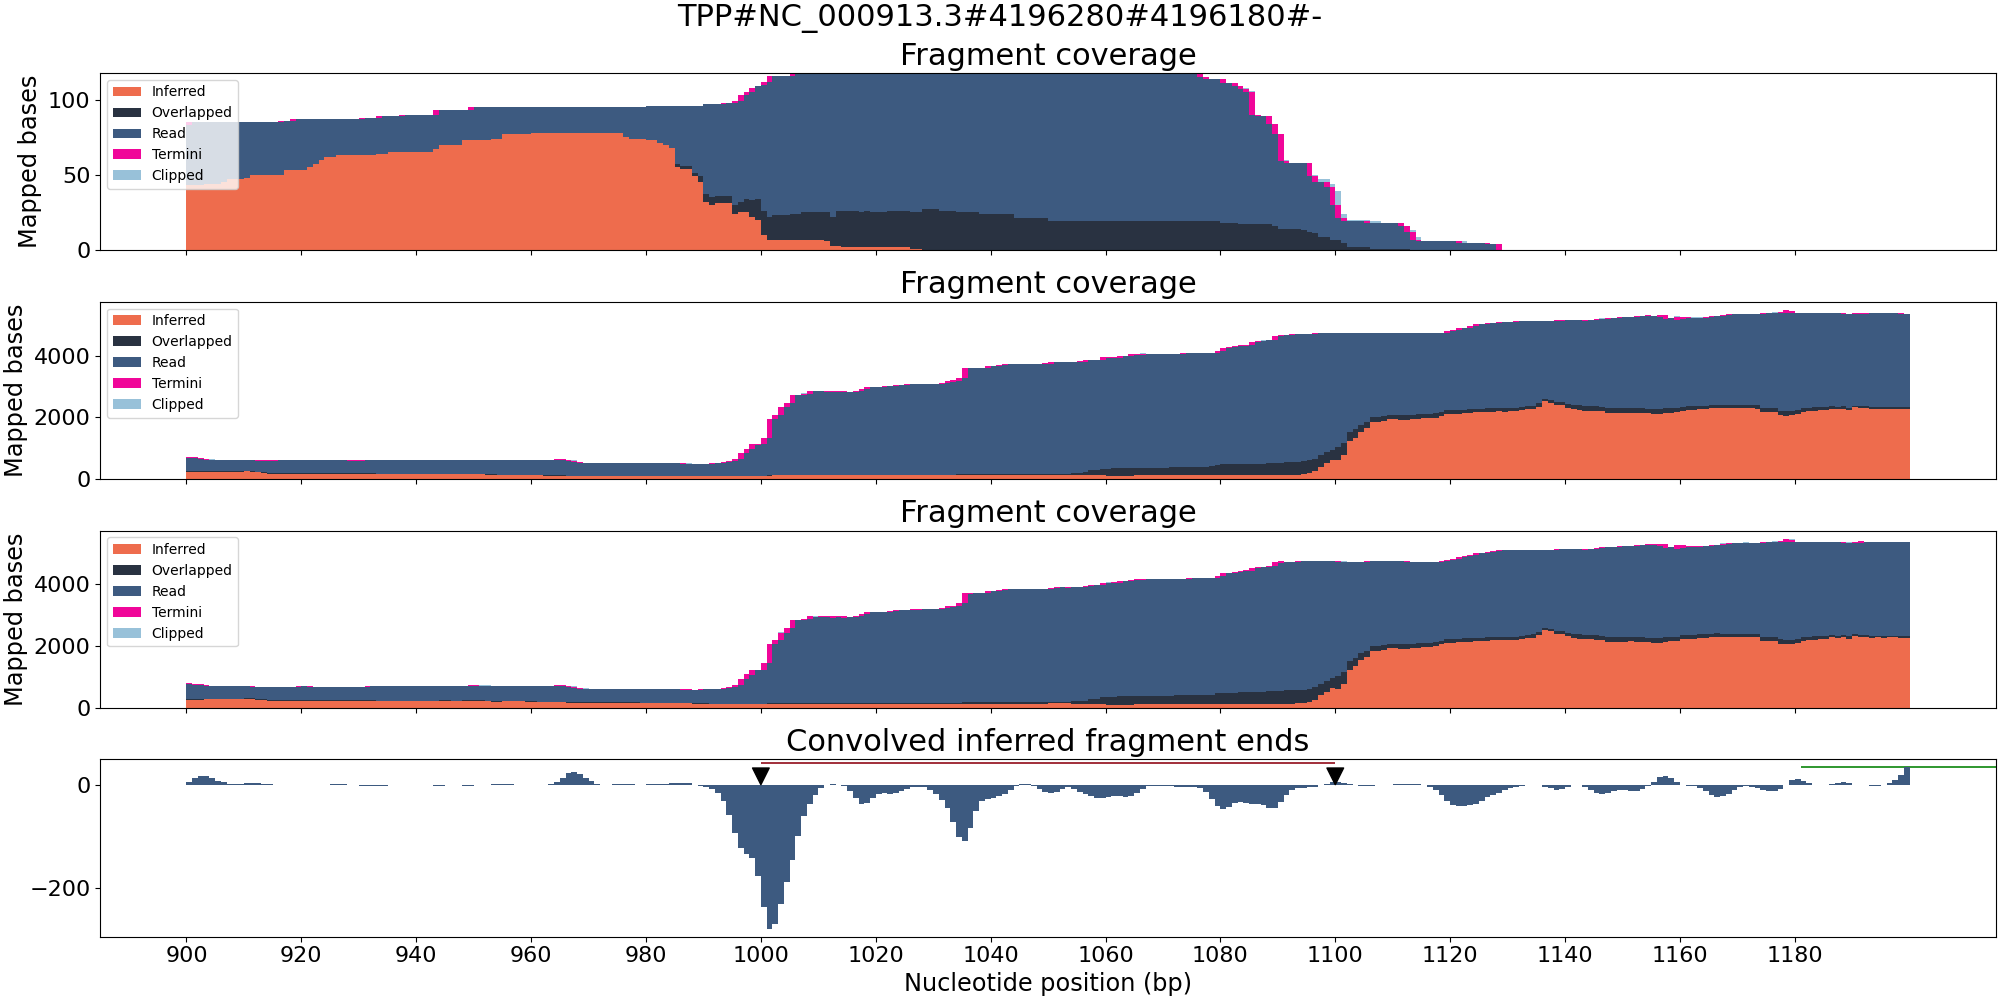 TPP#NC_000913.3#4196280#4196180#-
Fragment coverage
Mapped bases
100
50
0
Inferred
Overlapped
Read
Termini
Clipped
Fragment coverage
Mapped bases
4000
2000
0
Inferred
Overlapped
Read
Termini
Clipped
Fragment coverage
Mapped bases
4000
2000
0
Inferred
Overlapped
Read
Termini
Clipped
Convolved inferred fragment ends
0
−200
900 920 940 960 980 1000 1020 1040 1060 1080 1100 1120 1140 1160 1180
Nucleotide position (bp)